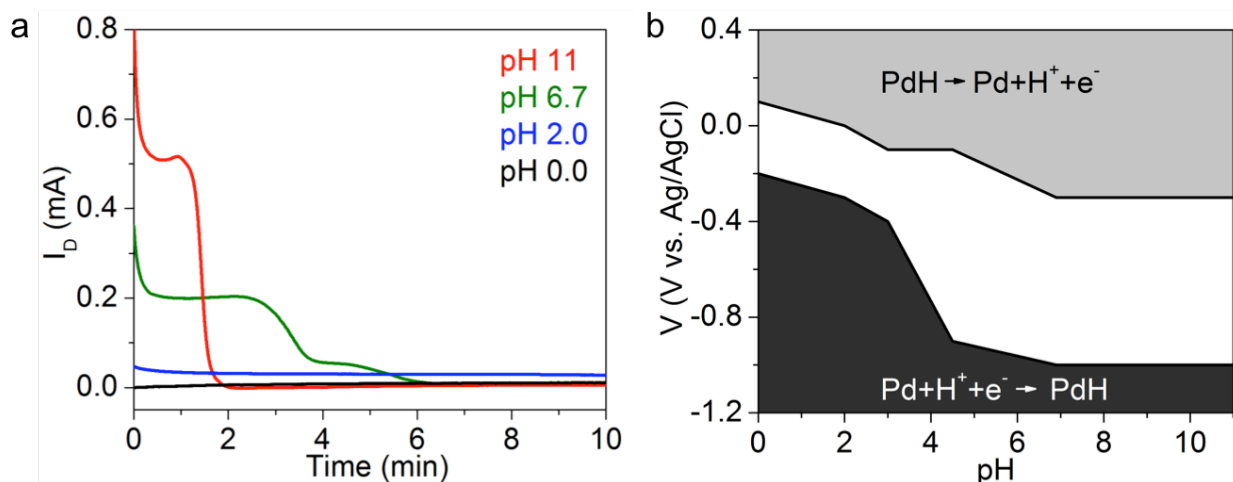 a
I_D (mA)
0.8
0.6
0.4
0.2
0.0
pH 11
pH 6.7
pH 2.0
pH 0.0
0 2 4 6 8 10
Time (min)
b
V (V vs. Ag/AgCl)
0.4
0.0
-0.4
-0.8
-1.2
PdH → Pd+H⁺+e⁻
Pd+H⁺+e⁻ → PdH
0 2 4 6 8 10
pH